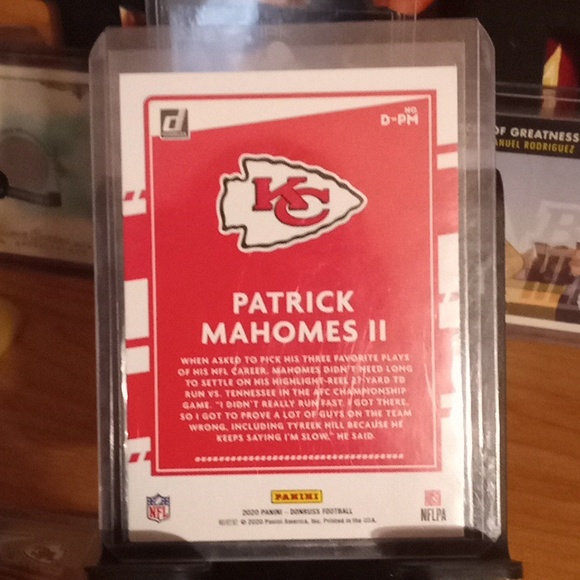 NO.
D-PM
OF GREATNESS
ANUEL RODRIGUEZ
KC
PATRICK
MAHOMES II
WHEN ASKED TO PICK HIS THREE FAVORITE PLAYS
OF HIS NFL CAREER, MAHOMES DIDN'T NEED LONG
TO SETTLE ON HIS HIGHLIGHT-REEL 27-YARD TD
RUN VS. TENNESSEE IN THE AFC CHAMPIONSHIP
GAME. "I DIDN'T REALLY RUN FAST. I GOT THERE,
SO I GOT TO PROVE A LOT OF GUYS ON THE TEAM
WRONG, INCLUDING TYREEK HILL BECAUSE HE
KEEPS SAYING I'M SLOW," HE SAID.
PANINI
NFL
NFLPA
2020 PANINI – DONRUSS FOOTBALL
© 2020 Panini America, Inc. Printed in the USA.